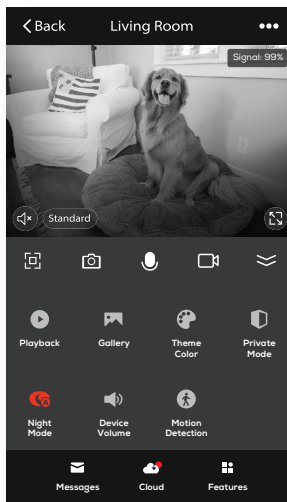 Back Living Room
Signal: 99%
Standard
Playback Gallery Theme Color Private Mode
Night Mode Device Volume Motion Detection
Messages Cloud Features